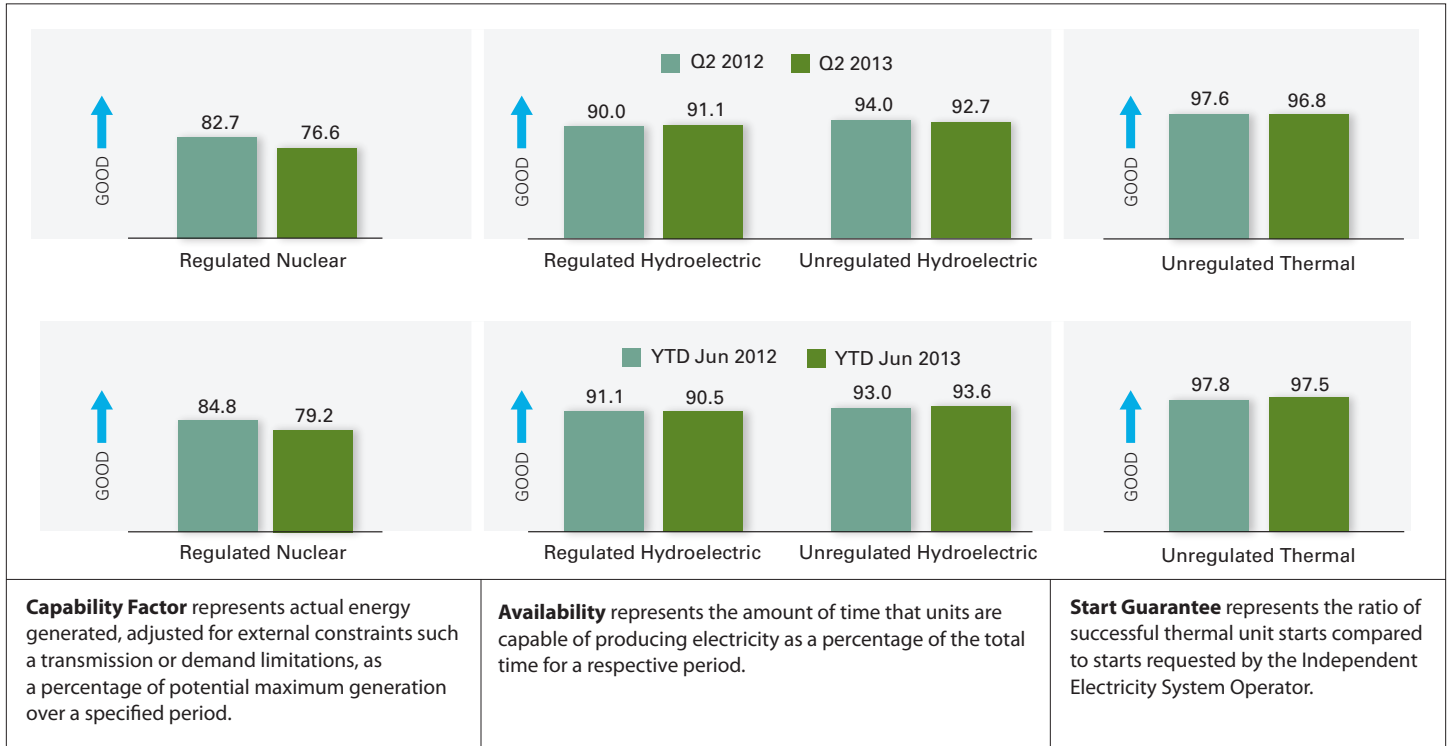 Q2 2012 Q2 2013
GOOD
82.7
76.6
Regulated Nuclear
GOOD
90.0
91.1
94.0
92.7
Regulated Hydroelectric
Unregulated Hydroelectric
GOOD
97.6
96.8
Unregulated Thermal
YTD Jun 2012 YTD Jun 2013
GOOD
84.8
79.2
Regulated Nuclear
GOOD
91.1
90.5
93.0
93.6
Regulated Hydroelectric
Unregulated Hydroelectric
GOOD
97.8
97.5
Unregulated Thermal
Capability Factor represents actual energy
generated, adjusted for external constraints such
a transmission or demand limitations, as
a percentage of potential maximum generation
over a specified period.
Availability represents the amount of time that units are
capable of producing electricity as a percentage of the total
time for a respective period.
Start Guarantee represents the ratio of
successful thermal unit starts compared
to starts requested by the Independent
Electricity System Operator.